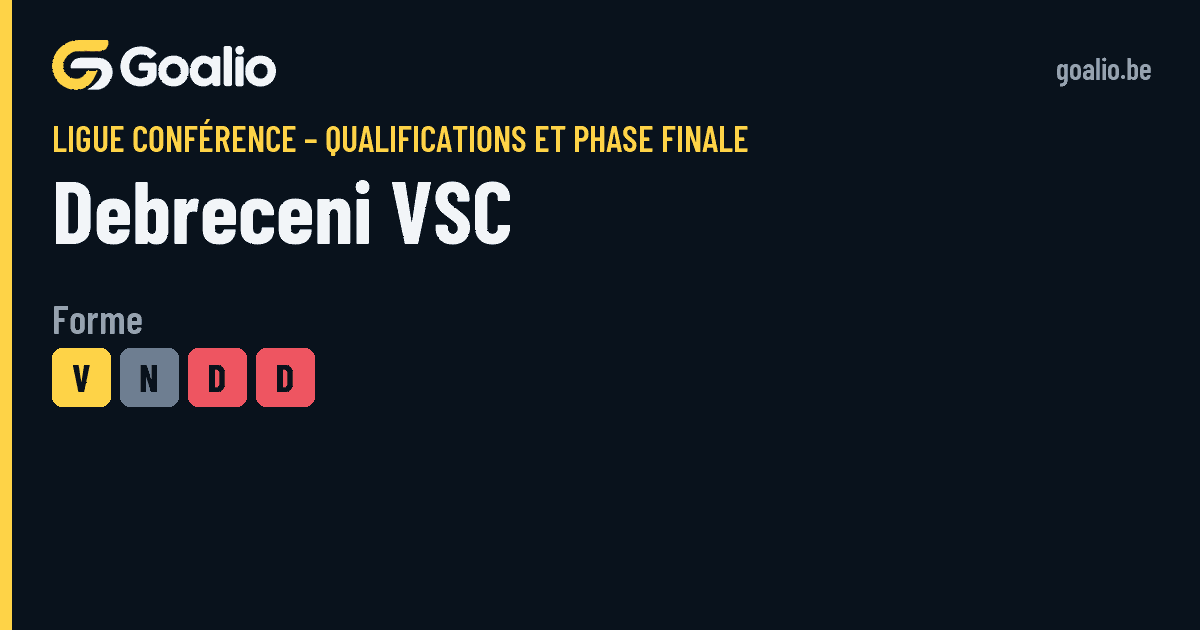 Goalio
goalio.be
LIGUE CONFÉRENCE – QUALIFICATIONS ET PHASE FINALE
Debreceni VSC
Forme
V N D D